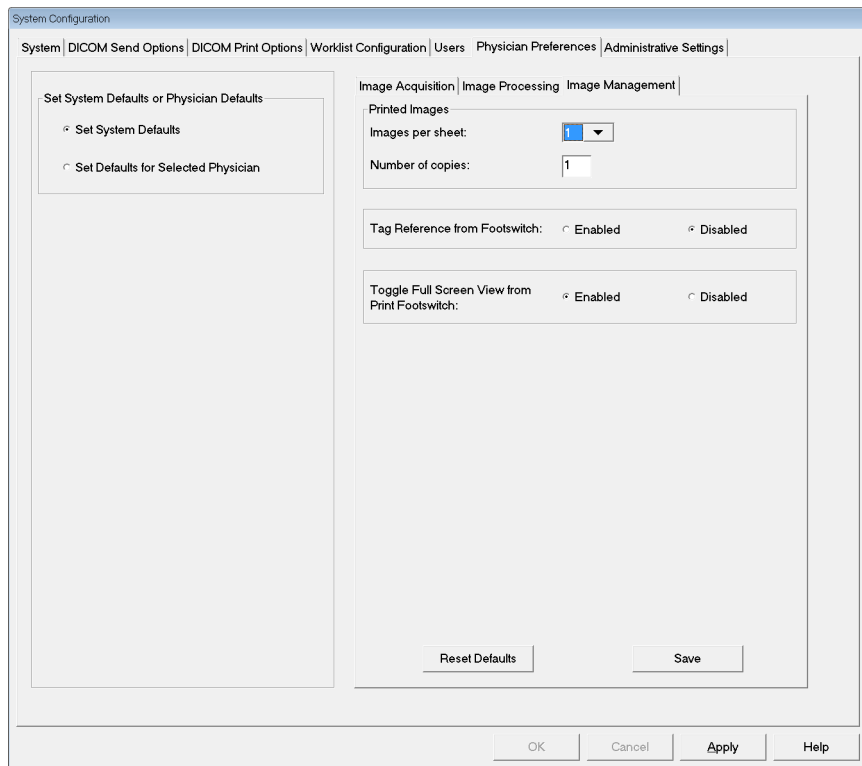 System Configuration
System DICOM Send Options DICOM Print Options Worklist Configuration Users Physician Preferences Administrative Settings
Set System Defaults or Physician Defaults
Set System Defaults
Set Defaults for Selected Physician
Image Acquisition Image Processing Image Management
Printed Images
Images per sheet: 1
Number of copies: 1
Tag Reference from Footswitch: Enabled Disabled
Toggle Full Screen View from
Print Footswitch: Enabled Disabled
Reset Defaults Save
OK Cancel Apply Help